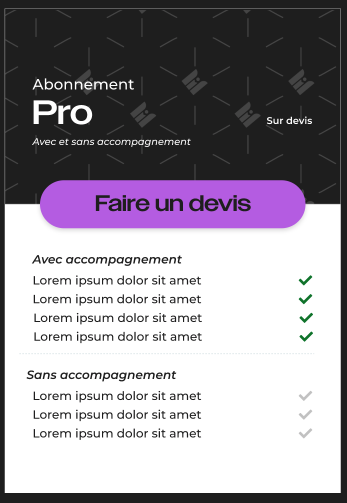 Abonnement
Pro
Sur devis
Avec et sans accompagnement
Faire un devis
Avec accompagnement
Lorem ipsum dolor sit amet
Lorem ipsum dolor sit amet
Lorem ipsum dolor sit amet
Lorem ipsum dolor sit amet
Sans accompagnement
Lorem ipsum dolor sit amet
Lorem ipsum dolor sit amet
Lorem ipsum dolor sit amet